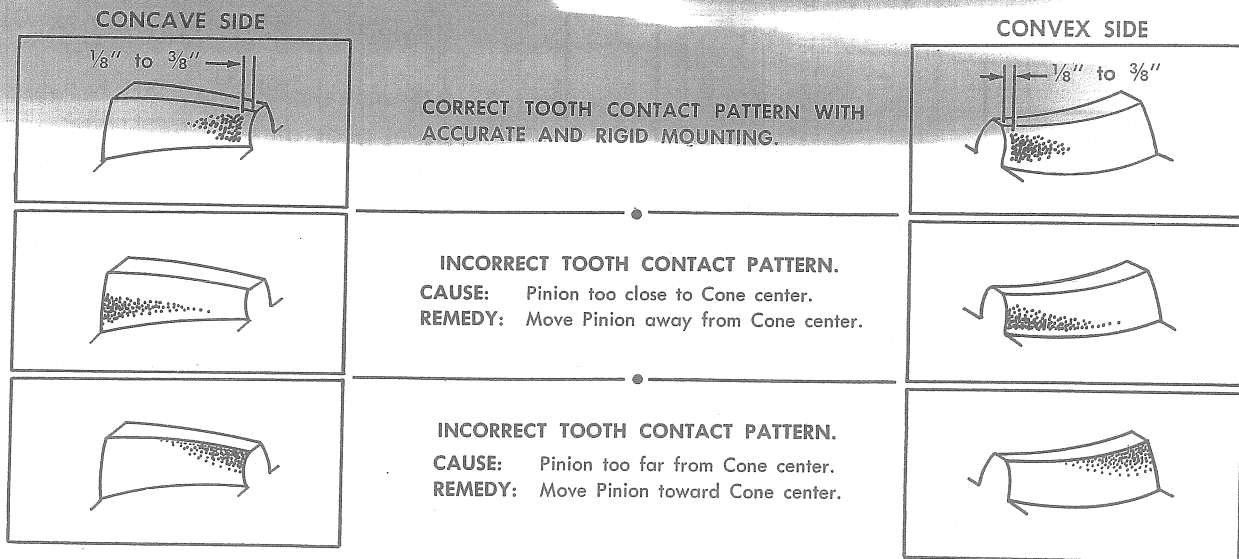 CONCAVE SIDE
CONVEX SIDE
⅛" to ⅜"
CORRECT TOOTH CONTACT PATTERN WITH
ACCURATE AND RIGID MOUNTING.
⅛" to ⅜"
INCORRECT TOOTH CONTACT PATTERN.
CAUSE: Pinion too close to Cone center.
REMEDY: Move Pinion away from Cone center.
INCORRECT TOOTH CONTACT PATTERN.
CAUSE: Pinion too far from Cone center.
REMEDY: Move Pinion toward Cone center.